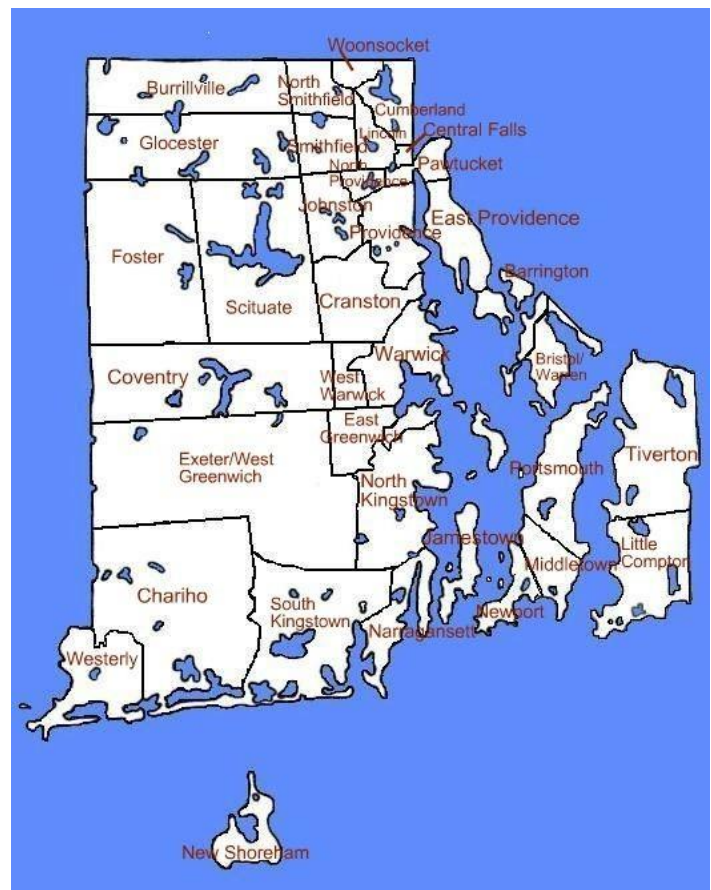 Woonsocket
Burrillville
North
Smithfield
Cumberland
Lincoln
Central Falls
Glocester
Smithfield
North
Providence
Pawtucket
Johnston
Providence
East Providence
Foster
Scituate
Cranston
Barrington
Warwick
Bristol/
Warren
Coventry
West
Warwick
East
Greenwich
Exeter/West
Greenwich
North
Kingstown
Portsmouth
Tiverton
Jamestown
Little
Compton
Middletown
Chariho
South
Kingstown
Newport
Narragansett
Westerly
New Shoreham